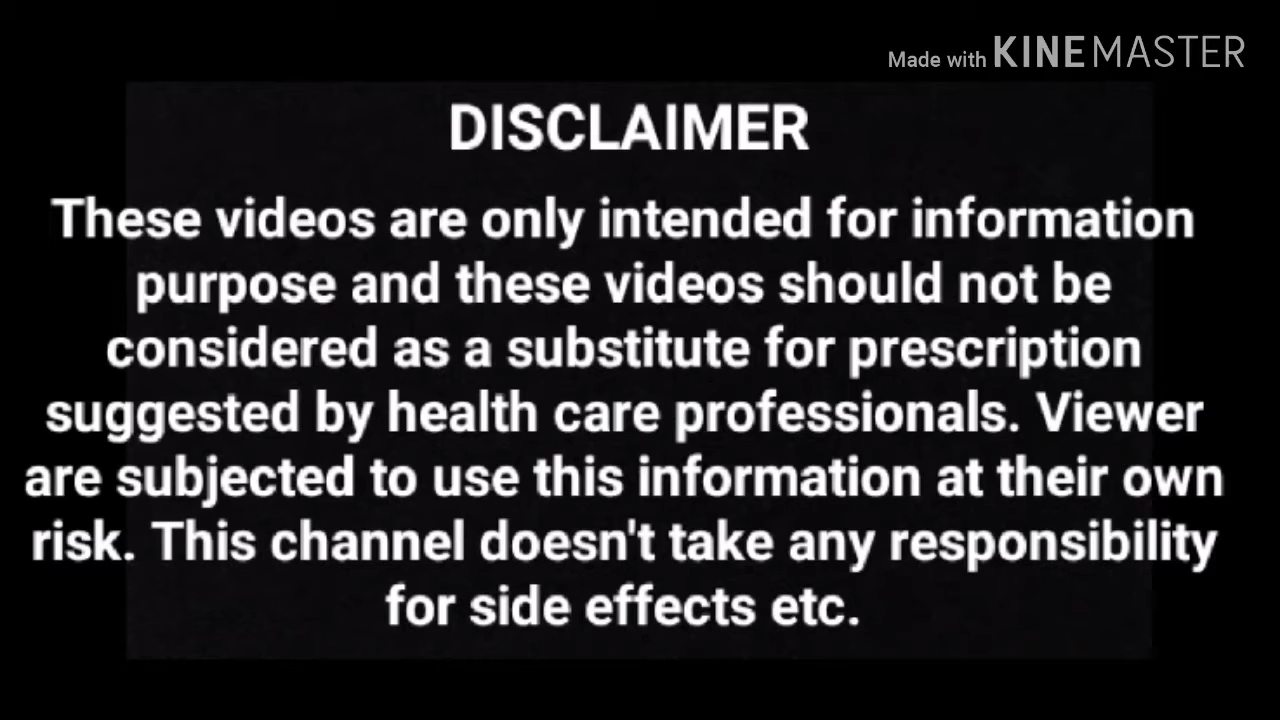 Made with KINEMASTER
DISCLAIMER
These videos are only intended for information
purpose and these videos should not be
considered as a substitute for prescription
suggested by health care professionals. Viewer
are subjected to use this information at their own
risk. This channel doesn't take any responsibility
for side effects etc.